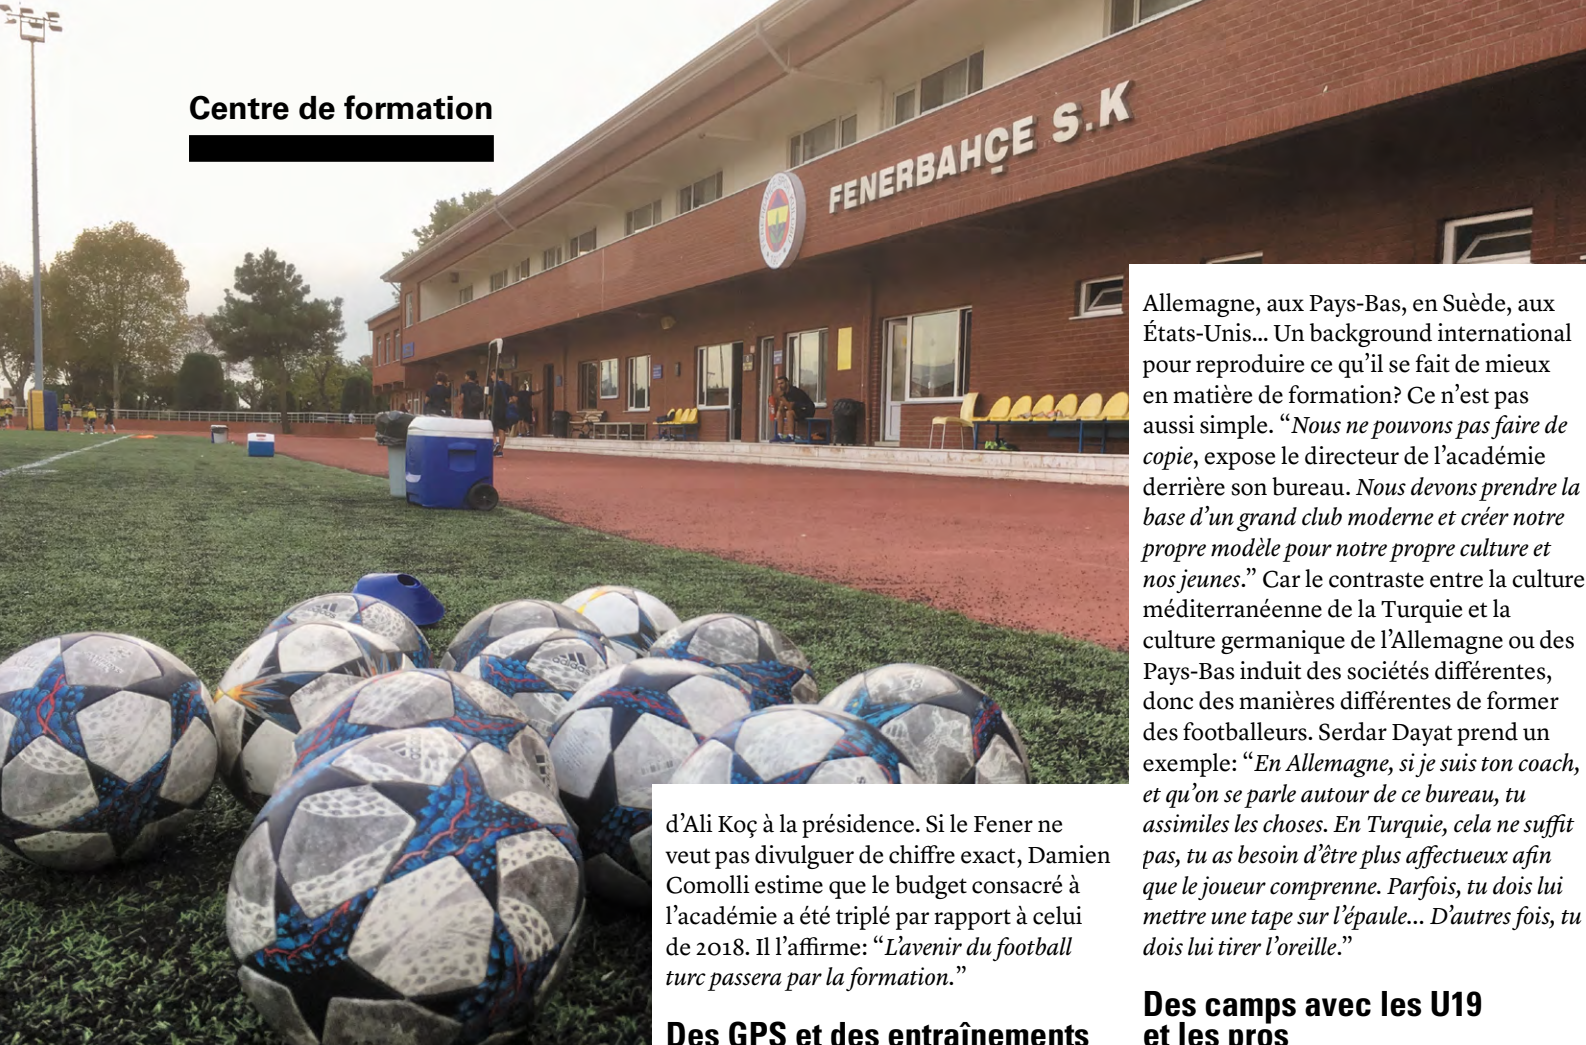 Centre de formation
FENERBAHÇE S.K
adidas
d’Ali Koç à la présidence. Si le Fener ne
veut pas divulguer de chiffre exact, Damien
Comolli estime que le budget consacré à
l’académie a été triplé par rapport à celui
de 2018. Il l’affirme: “L’avenir du football
turc passera par la formation.”
Des GPS et des entraînements
Allemagne, aux Pays-Bas, en Suède, aux
États-Unis... Un background international
pour reproduire ce qu’il se fait de mieux
en matière de formation? Ce n’est pas
aussi simple. “Nous ne pouvons pas faire de
copie, expose le directeur de l’académie
derrière son bureau. Nous devons prendre la
base d’un grand club moderne et créer notre
propre modèle pour notre propre culture et
nos jeunes.” Car le contraste entre la culture
méditerranéenne de la Turquie et la
culture germanique de l’Allemagne ou des
Pays-Bas induit des sociétés différentes,
donc des manières différentes de former
des footballeurs. Serdar Dayat prend un
exemple: “En Allemagne, si je suis ton coach,
et qu’on se parle autour de ce bureau, tu
assimiles les choses. En Turquie, cela ne suffit
pas, tu as besoin d’être plus affectueux afin
que le joueur comprenne. Parfois, tu dois lui
mettre une tape sur l’épaule... D’autres fois, tu
dois lui tirer l’oreille.”
Des camps avec les U19
et les pros